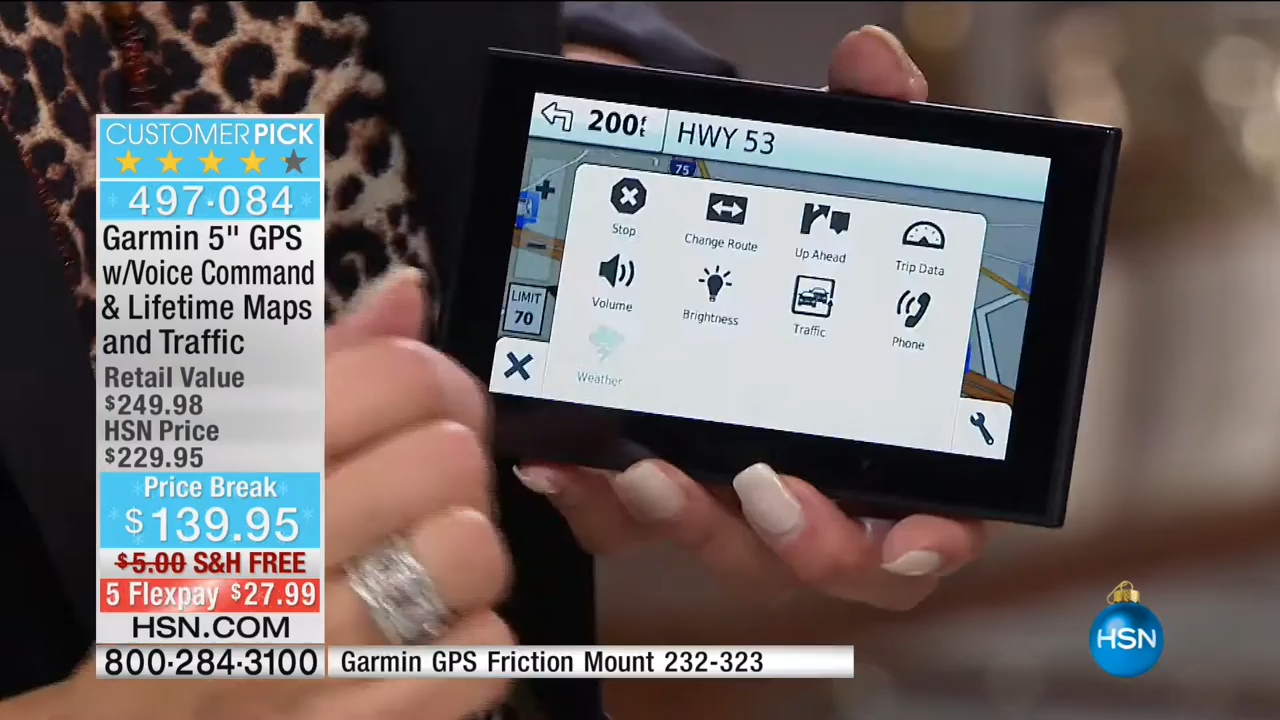 CUSTOMER PICK
497·084
Garmin 5" GPS
w/Voice Command
& Lifetime Maps
and Traffic
Retail Value
$249.98
HSN Price
$229.95
Price Break
$139.95
$5.00 S&H FREE
5 Flexpay $27.99
HSN.COM
800·284·3100
Garmin GPS Friction Mount 232-323
200ft
HWY 53
75
Stop
Change Route
Up Ahead
Trip Data
Volume
Brightness
Traffic
Phone
LIMIT
70
Weather
HSN